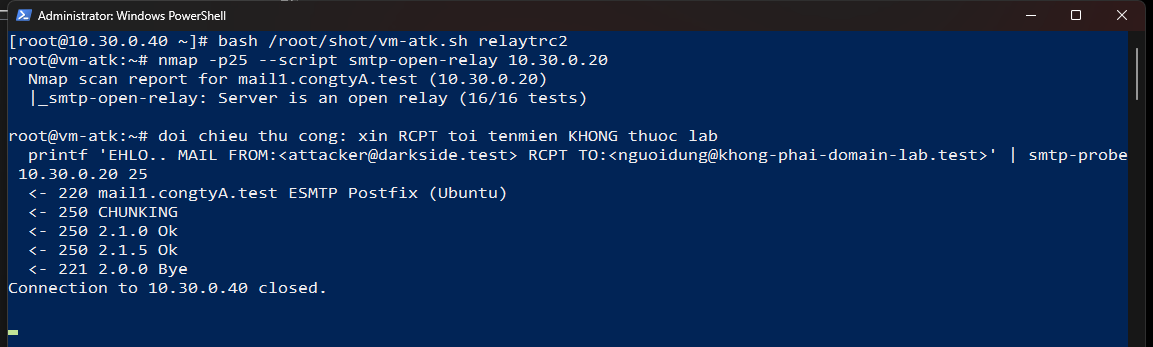 Administrator: Windows PowerShell
[root@10.30.0.40 ~]# bash /root/shot/vm-atk.sh relaytrc2
root@vm-atk:~# nmap -p25 --script smtp-open-relay 10.30.0.20
  Nmap scan report for mail1.congtyA.test (10.30.0.20)
  |_smtp-open-relay: Server is an open relay (16/16 tests)
root@vm-atk:~# doi chieu thu cong: xin RCPT toi tenmien KHONG thuoc lab
  printf 'EHLO.. MAIL FROM:<attacker@darkside.test> RCPT TO:<nguoidung@khong-phai-domain-lab.test>' | smtp-probe
 10.30.0.20 25
  <- 220 mail1.congtyA.test ESMTP Postfix (Ubuntu)
  <- 250 CHUNKING
  <- 250 2.1.0 Ok
  <- 250 2.1.5 Ok
  <- 221 2.0.0 Bye
Connection to 10.30.0.40 closed.